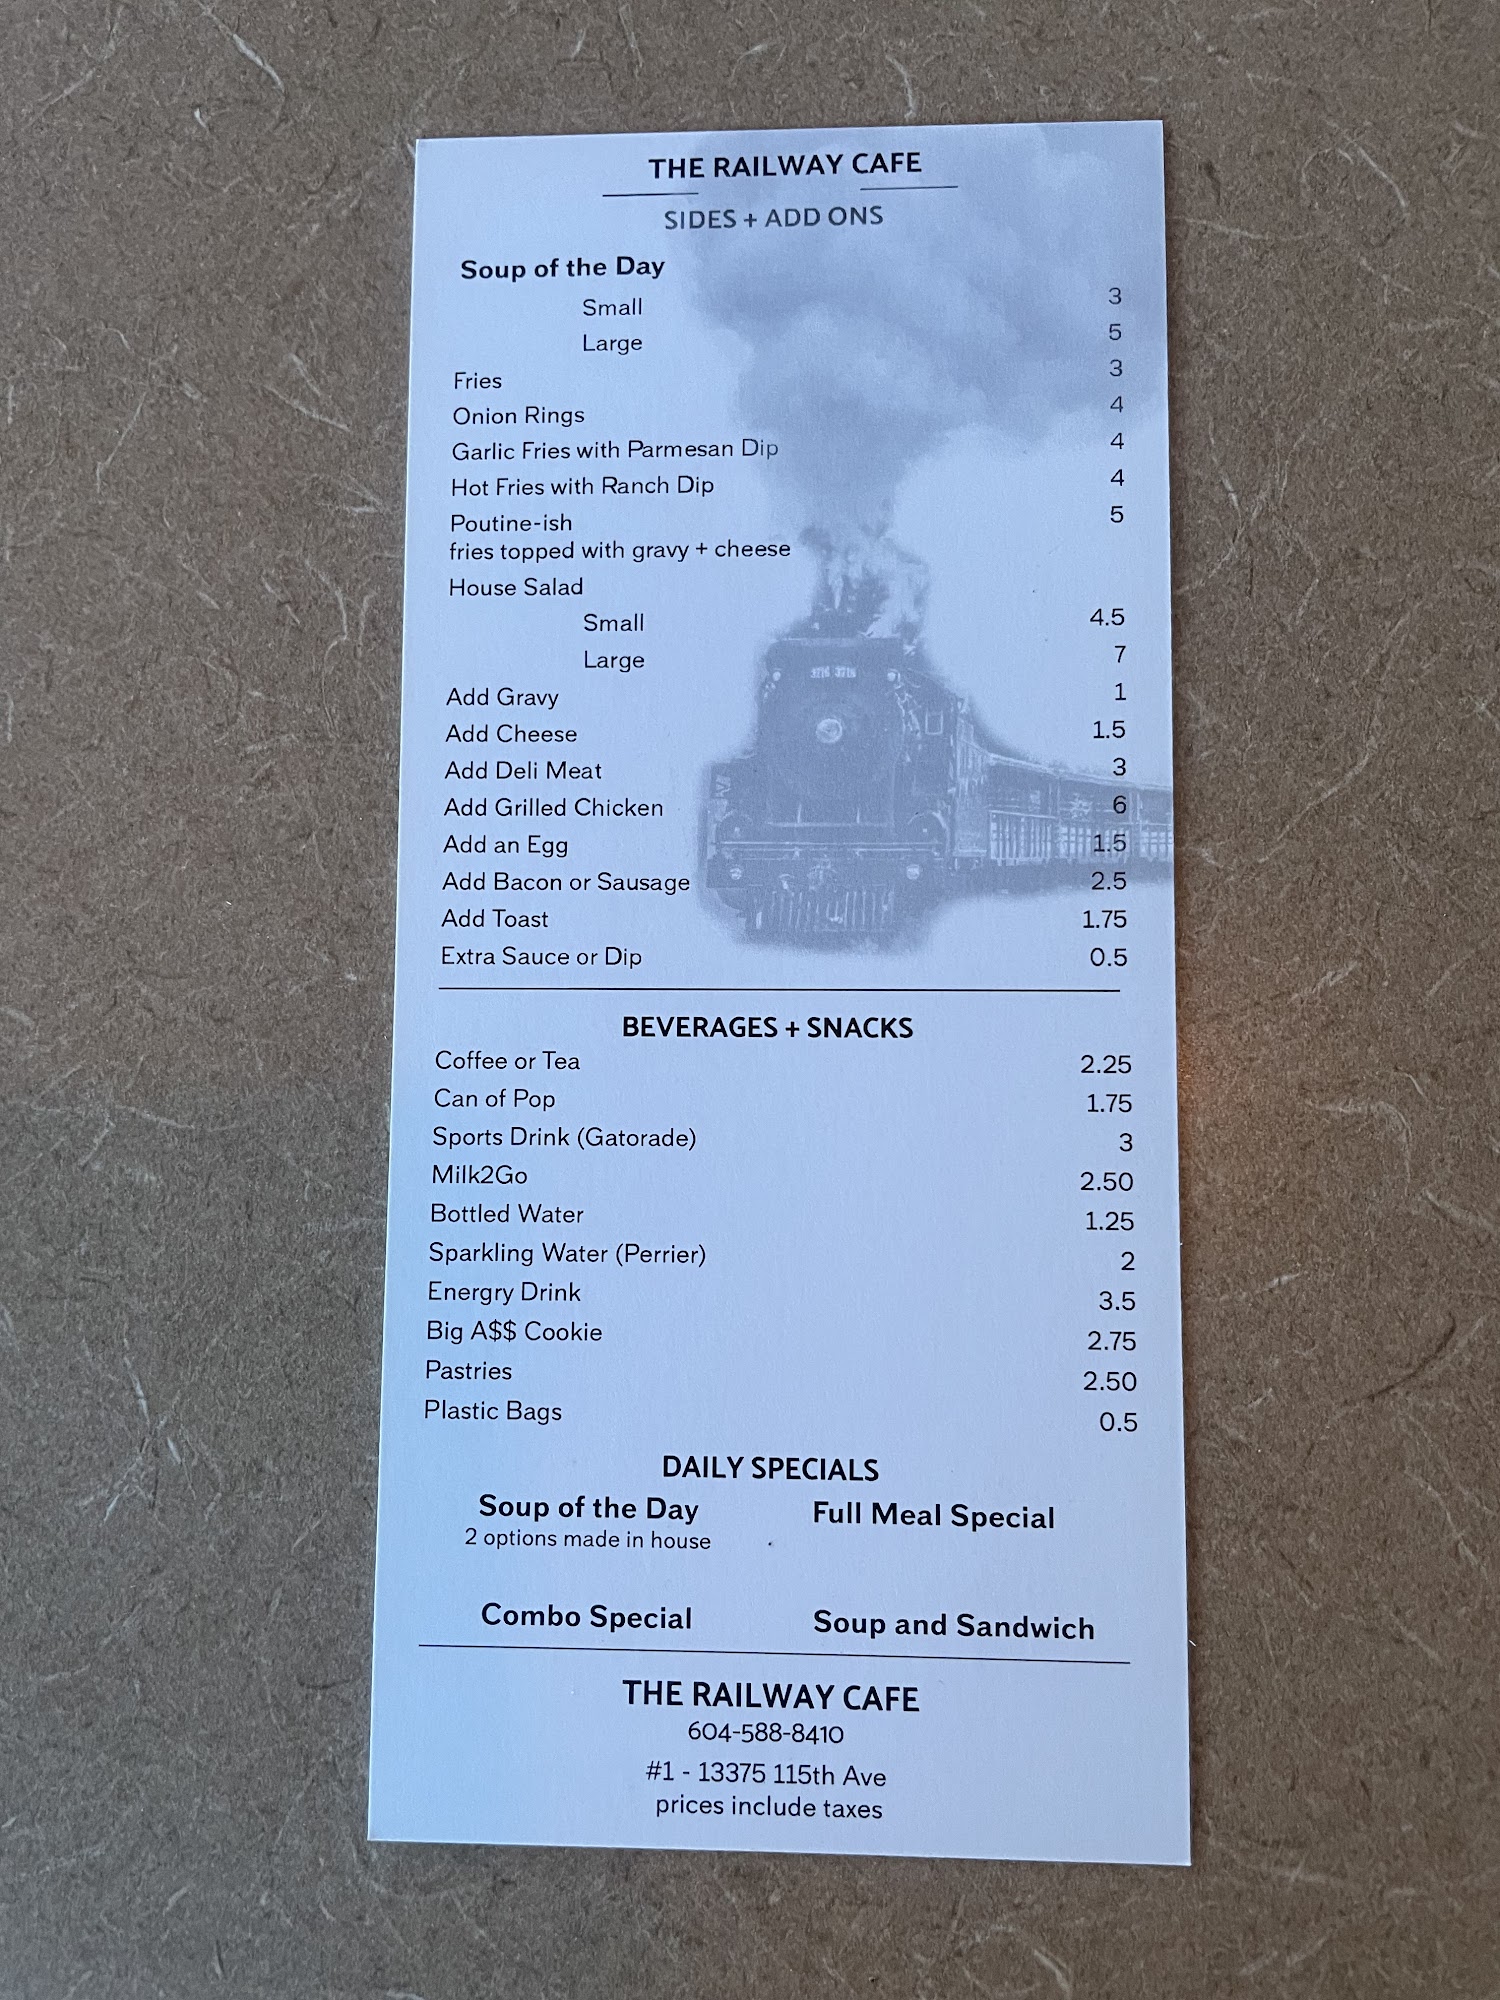 THE RAILWAY CAFE
SIDES + ADD ONS
Soup of the Day
Small 3
Large 5
Fries 3
Onion Rings 4
Garlic Fries with Parmesan Dip 4
Hot Fries with Ranch Dip 4
Poutine-ish 5
fries topped with gravy + cheese
House Salad
Small 4.5
Large 7
Add Gravy 1
Add Cheese 1.5
Add Deli Meat 3
Add Grilled Chicken 6
Add an Egg 1.5
Add Bacon or Sausage 2.5
Add Toast 1.75
Extra Sauce or Dip 0.5
3716 3716
BEVERAGES + SNACKS
Coffee or Tea 2.25
Can of Pop 1.75
Sports Drink (Gatorade) 3
Milk2Go 2.50
Bottled Water 1.25
Sparkling Water (Perrier) 2
Energry Drink 3.5
Big A$$ Cookie 2.75
Pastries 2.50
Plastic Bags 0.5
DAILY SPECIALS
Soup of the Day Full Meal Special
2 options made in house
Combo Special Soup and Sandwich
THE RAILWAY CAFE
604-588-8410
#1 - 13375 115th Ave
prices include taxes